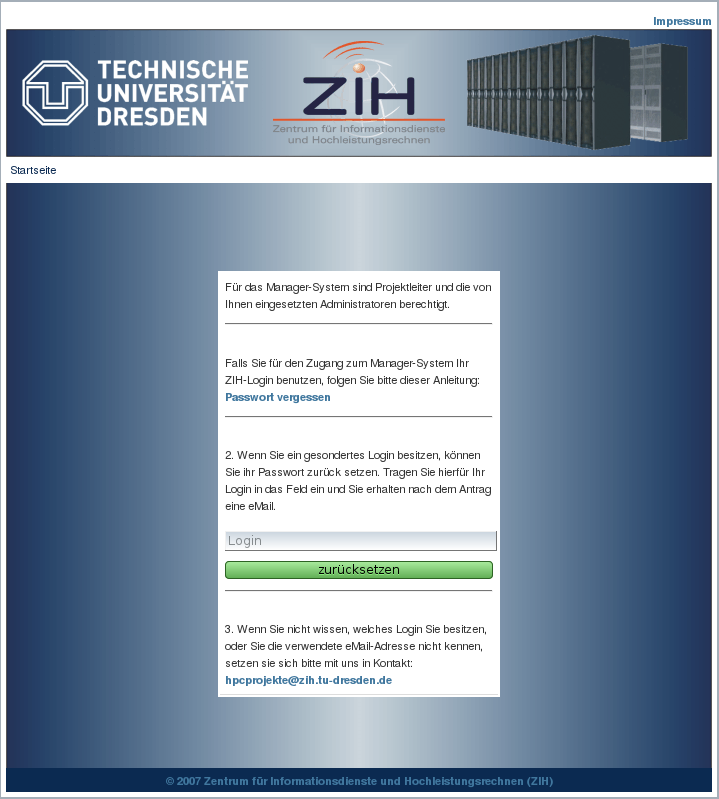 Impressum
TECHNISCHE
UNIVERSITÄT
DRESDEN
ZIH
Zentrum für Informationsdienste
und Hochleistungsrechnen
Startseite
Für das Manager-System sind Projektleiter und die von
Ihnen eingesetzten Administratoren berechtigt.
Falls Sie für den Zugang zum Manager-System Ihr
ZIH-Login benutzen, folgen Sie bitte dieser Anleitung:
Passwort vergessen
2. Wenn Sie ein gesondertes Login besitzen, können
Sie ihr Passwort zurück setzen. Tragen Sie hierfür Ihr
Login in das Feld ein und Sie erhalten nach dem Antrag
eine eMail.
Login
zurücksetzen
3. Wenn Sie nicht wissen, welches Login Sie besitzen,
oder Sie die verwendete eMail-Adresse nicht kennen,
setzen sie sich bitte mit uns in Kontakt:
hpcprojekte@zih.tu-dresden.de
© 2007 Zentrum für Informationsdienste und Hochleistungsrechnen (ZIH)